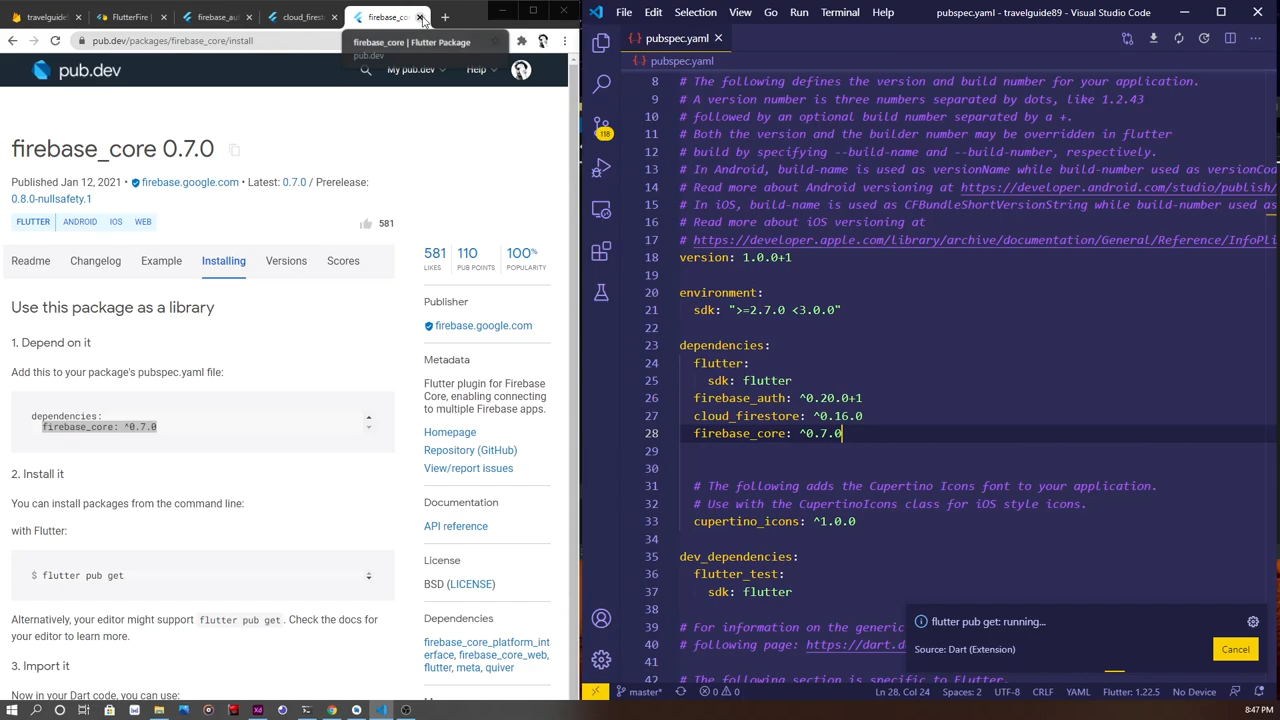 travelguide
FlutterFire
firebase_au
cloud_firest
firebase_co
pub.dev/packages/firebase_core/install
firebase_core | Flutter Package
pub.dev
pub.dev
My pub.dev
Help
firebase_core 0.7.0
Published Jan 12, 2021 • firebase.google.com • Latest: 0.7.0 / Prerelease:
0.8.0-nullsafety.1
FLUTTER ANDROID IOS WEB
581
Readme Changelog Example Installing Versions Scores
581 110 100%
LIKES PUB POINTS POPULARITY
Use this package as a library
1. Depend on it
Add this to your package's pubspec.yaml file:
dependencies:
firebase_core: ^0.7.0
2. Install it
You can install packages from the command line:
with Flutter:
$ flutter pub get
Alternatively, your editor might support flutter pub get. Check the docs for
your editor to learn more.
3. Import it
Now in your Dart code, you can use:
Publisher
firebase.google.com
Metadata
Flutter plugin for Firebase
Core, enabling connecting
to multiple Firebase apps.
Homepage
Repository (GitHub)
View/report issues
Documentation
API reference
License
BSD (LICENSE)
Dependencies
firebase_core_platform_int
erface, firebase_core_web,
flutter, meta, quiver
File Edit Selection View Go Run ... pubspec.yaml - travelguide8 - ...
pubspec.yaml
pubspec.yaml
118
8 # The following defines the version and build number for your application.
9 # A version number is three numbers separated by dots, like 1.2.43
10 # followed by an optional build number separated by a +.
11 # Both the version and the builder number may be overridden in flutter
12 # build by specifying --build-name and --build-number, respectively.
13 # In Android, build-name is used as versionName while build-number used as versionCod
14 # Read more about Android versioning at https://developer.android.com/studio/publish/
15 # In iOS, build-name is used as CFBundleShortVersionString while build-number used as
16 # Read more about iOS versioning at
17 # https://developer.apple.com/library/archive/documentation/General/Reference/InfoPli
18 version: 1.0.0+1
19
20 environment:
21 sdk: ">=2.7.0 <3.0.0"
22
23 dependencies:
24 flutter:
25 sdk: flutter
26 firebase_auth: ^0.20.0+1
27 cloud_firestore: ^0.16.0
28 firebase_core: ^0.7.0
29
30
31 # The following adds the Cupertino Icons font to your application.
32 # Use with the CupertinoIcons class for iOS style icons.
33 cupertino_icons: ^1.0.0
34
35 dev_dependencies:
36 flutter_test:
37 sdk: flutter
38
39 # For information on the generic
40 # following page: https://dart.d
41
42 # The following section is specific to Flutter.
flutter pub get: running...
Source: Dart (Extension)
Cancel
master* 0 0 Ln 28, Col 24 Spaces: 2 UTF-8 CRLF YAML Flutter: 1.22.5 No Device
8:47 PM